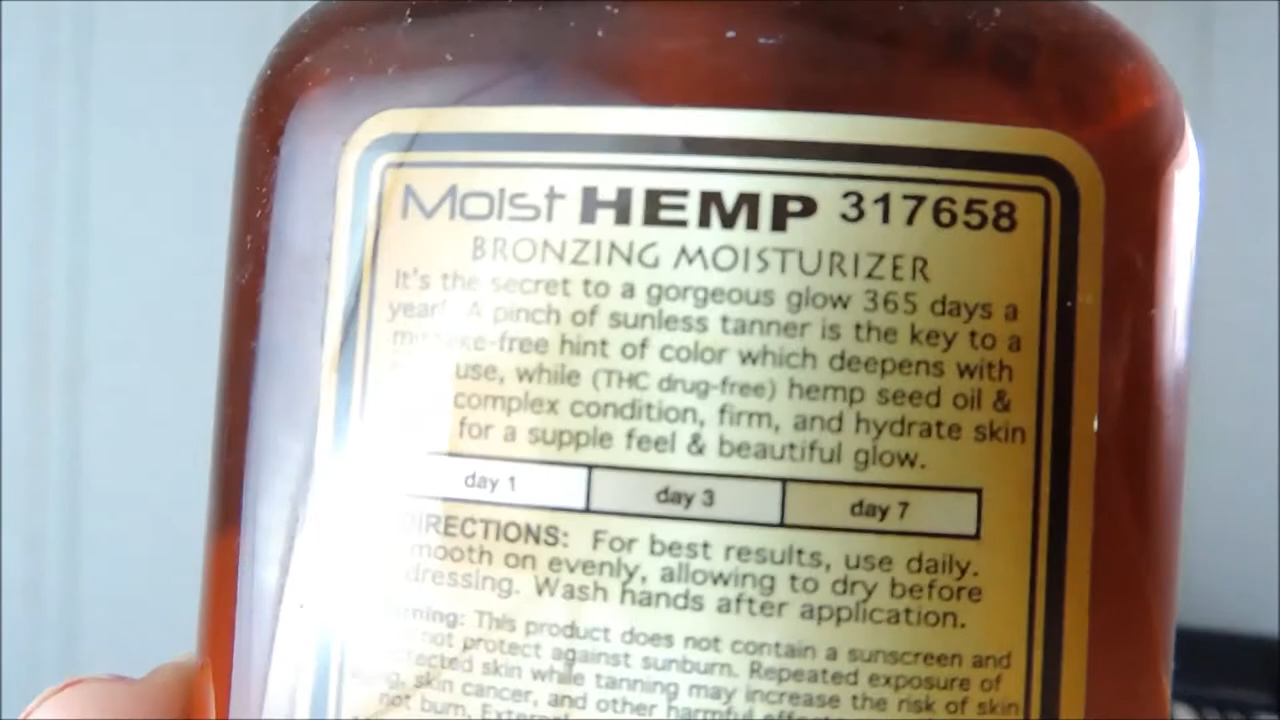 Moist HEMP 317658
BRONZING MOISTURIZER
It's the secret to a gorgeous glow 365 days a
year! A pinch of sunless tanner is the key to a
-free hint of color which deepens with
use, while (THC drug-free) hemp seed oil &
complex condition, firm, and hydrate skin
for a supple feel & beautiful glow.
day 1 day 3 day 7
DIRECTIONS: For best results, use daily.
mooth on evenly, allowing to dry before
dressing. Wash hands after application.
rning: This product does not contain a sunscreen and
not protect against sunburn. Repeated exposure of
tected skin while tanning may increase the risk of skin
skin cancer, and other harmful
not burn.